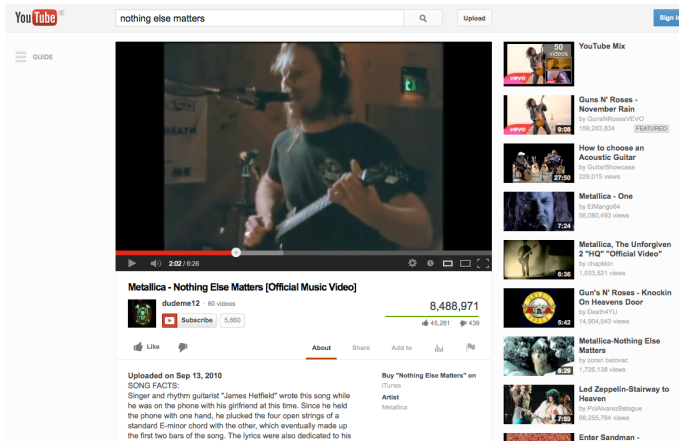 YouTube IE
nothing else matters
Upload
Sign in
GUIDE
2:02 / 6:26
Metallica - Nothing Else Matters [Official Music Video]
dudeme12 · 60 videos
Subscribe 5,660
8,488,971
45,261 439
Like
About Share Add to
Uploaded on Sep 13, 2010
SONG FACTS:
Singer and rhythm guitarist "James Hetfield" wrote this song while
he was on the phone with his girlfriend at this time. Since he held
the phone with one hand, he plucked the four open strings of a
standard E-minor chord with the other, which eventually made up
the first two bars of the song. The lyrics were also dedicated to his
Buy "Nothing Else Matters" on
iTunes
Artist
Metallica
50
videos
vevo
YouTube Mix
vevo
9:08
Guns N' Roses -
November Rain
by GunsNRosesVEVO
159,283,834 FEATURED
27:50
How to choose an
Acoustic Guitar
by GuitarShowcase
229,015 views
7:24
Metallica - One
by ElMango84
56,080,493 views
6:36
Metallica, The Unforgiven
2 "HQ" "Official Video"
by chapkiin
1,033,521 views
5:42
Gun's N' Roses - Knockin
On Heavens Door
by Death4YU
14,904,543 views
6:29
Metallica-Nothing Else
Matters
by zoran batovac
1,726,138 views
7:59
Led Zeppelin-Stairway to
Heaven
by PolAlvarezBalague
68,255,764 views
Enter Sandman -